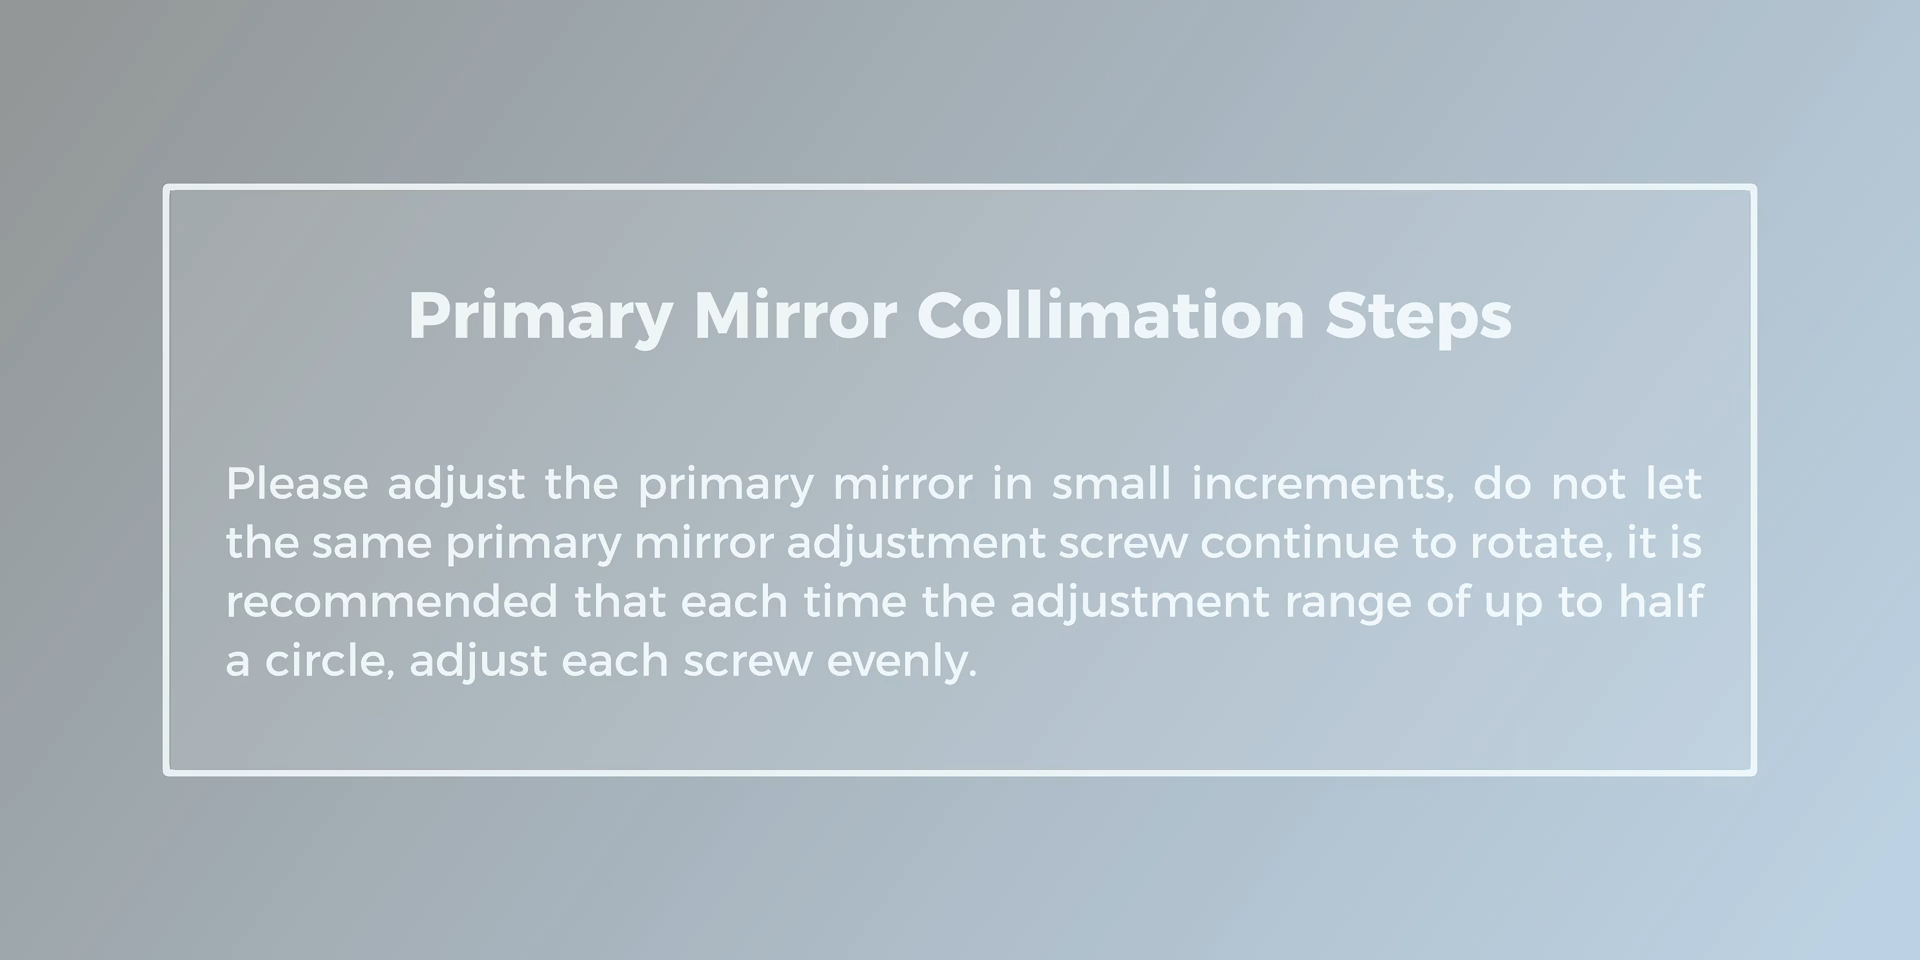 Primary Mirror Collimation Steps
Please adjust the primary mirror in small increments, do not let
the same primary mirror adjustment screw continue to rotate, it is
recommended that each time the adjustment range of up to half
a circle, adjust each screw evenly.